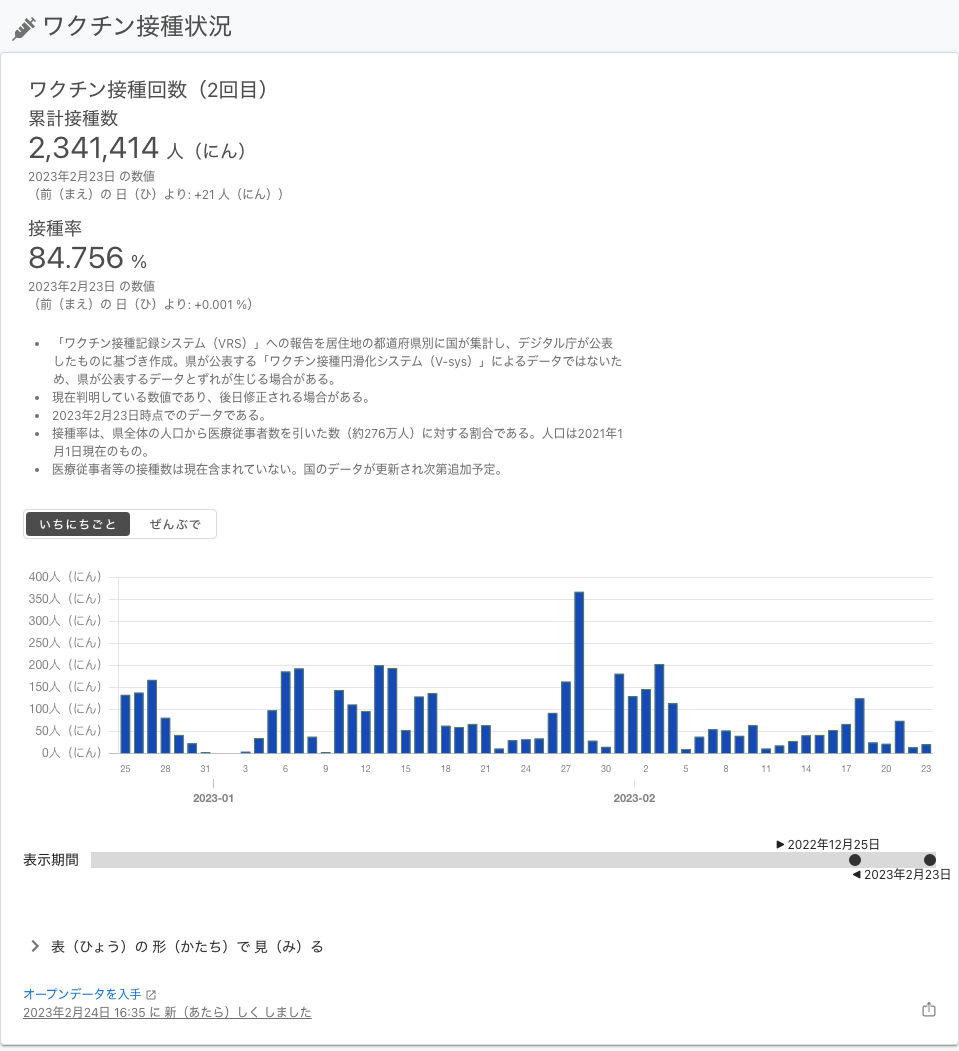 ワクチン接種状況
ワクチン接種回数（2回目）
累計接種数
2,341,414 人（にん）
2023年2月23日 の数値
（前（まえ）の 日（ひ）より: +21 人（にん））
接種率
84.756 %
2023年2月23日 の数値
（前（まえ）の 日（ひ）より: +0.001 %）
「ワクチン接種記録システム（VRS）」への報告を居住地の都道府県別に国が集計し、デジタル庁が公表
したものに基づき作成。県が公表する「ワクチン接種円滑化システム（V-sys）」によるデータではないた
め、県が公表するデータとずれが生じる場合がある。
現在判明している数値であり、後日修正される場合がある。
2023年2月23日時点でのデータである。
接種率は、県全体の人口から医療従事者数を引いた数（約276万人）に対する割合である。人口は2021年1
月1日現在のもの。
医療従事者等の接種数は現在含まれていない。国のデータが更新され次第追加予定。
いちにちごと ぜんぶで
400人（にん）
350人（にん）
300人（にん）
250人（にん）
200人（にん）
150人（にん）
100人（にん）
50人（にん）
0人（にん）
25 28 31 3 6 9 12 15 18 21 24 27 30 2 5 8 11 14 17 20 23
2023-01 2023-02
2022年12月25日
表示期間
2023年2月23日
表（ひょう）の 形（かたち）で 見（み）る
オープンデータを入手
2023年2月24日 16:35 に 新（あたら）しく しました